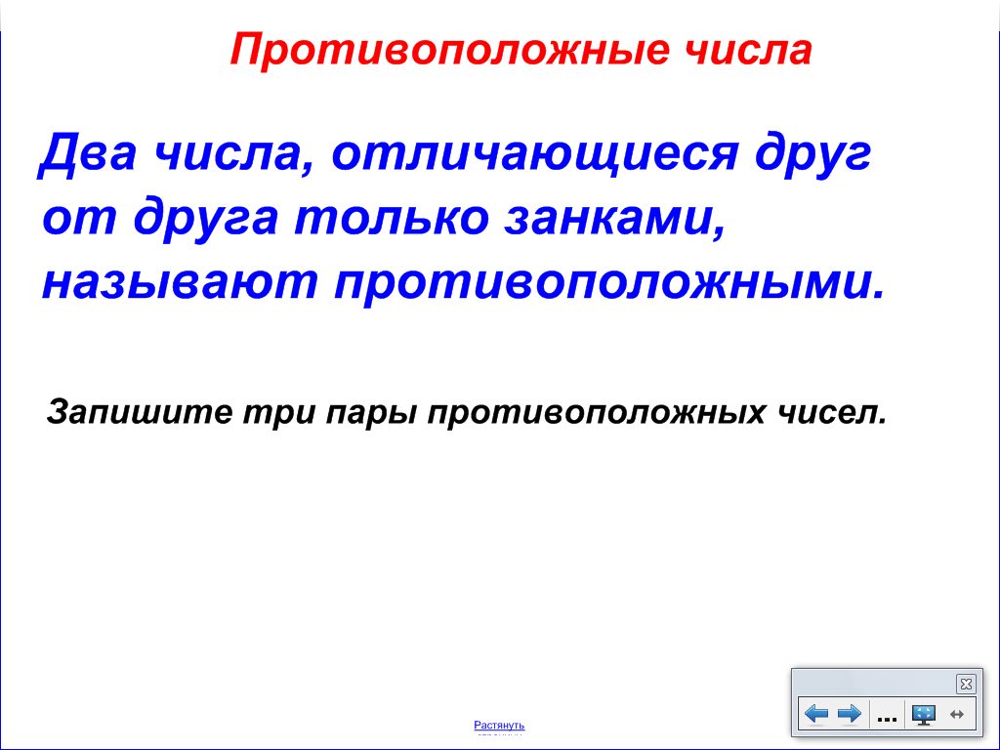 Противоположные числа
Два числа, отличающиеся друг
от друга только занками,
называют противоположными.
Запишите три пары противоположных чисел.
Растянуть